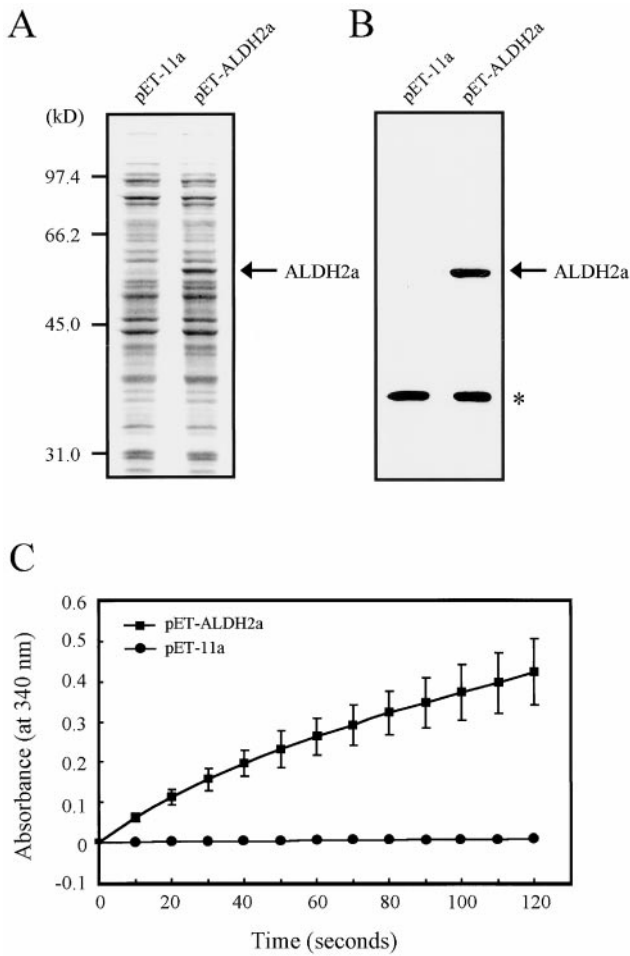 A
pET-11a
pET-ALDH2a
(kD)
97.4
66.2
45.0
31.0
ALDH2a
B
pET-11a
pET-ALDH2a
ALDH2a
*
C
Absorbance (at 340 nm)
0.6
0.5
0.4
0.3
0.2
0.1
0
-0.1
pET-ALDH2a
pET-11a
0 20 40 60 80 100 120
Time (seconds)